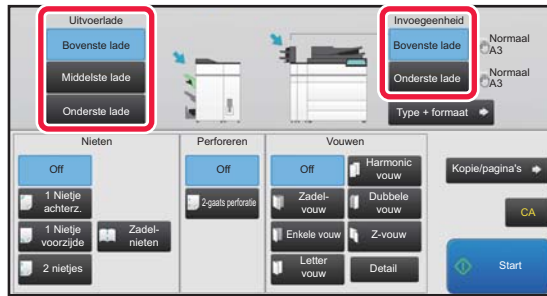 Uitvoerlade
Bovenste lade
Middelste lade
Onderste lade
Invoegeenheid
Bovenste lade
Normaal
A3
Onderste lade
Normaal
A3
Type + formaat
Nieten
Off
1 Nietje
achterz.
1 Nietje
voorzijde
Zadel-
nieten
2 nietjes
Perforeren
Off
2-gaats perforatie
Vouwen
Off
Harmonic
vouw
Zadel-
vouw
Dubbele
vouw
Enkele vouw
Z-vouw
Letter
vouw
Detail
Kopie/pagina's
CA
Start